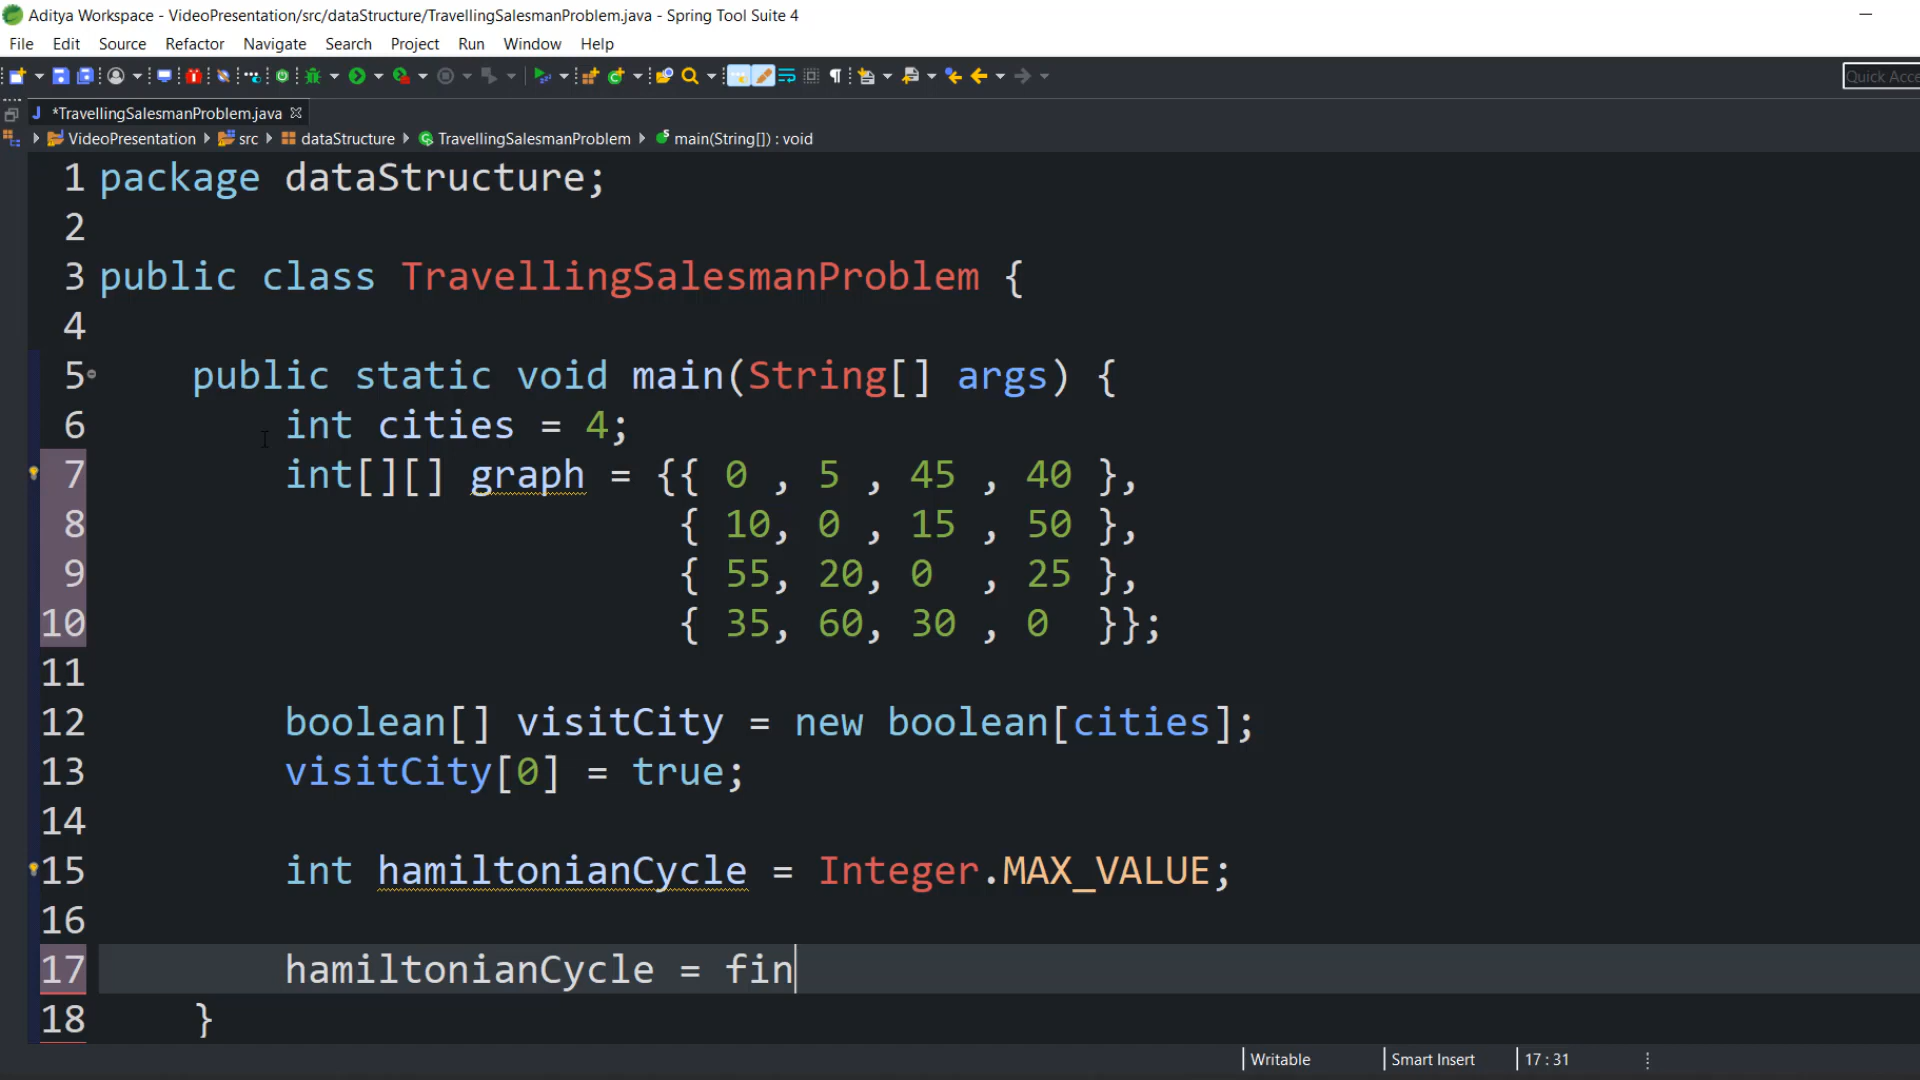 Aditya Workspace - VideoPresentation/src/dataStructure/TravellingSalesmanProblem.java - Spring Tool Suite 4
File Edit Source Refactor Navigate Search Project Run Window Help
Quick Acce
*TravellingSalesmanProblem.java
VideoPresentation src dataStructure TravellingSalesmanProblem main(String[]) : void
1 package dataStructure;
2
3 public class TravellingSalesmanProblem {
4
5 public static void main(String[] args) {
6 int cities = 4;
7 int[][] graph = {{ 0 , 5 , 45 , 40 },
8 { 10, 0 , 15 , 50 },
9 { 55, 20, 0 , 25 },
10 { 35, 60, 30 , 0 }};
11
12 boolean[] visitCity = new boolean[cities];
13 visitCity[0] = true;
14
15 int hamiltonianCycle = Integer.MAX_VALUE;
16
17 hamiltonianCycle = fin
18 }
Writable Smart Insert 17 : 31